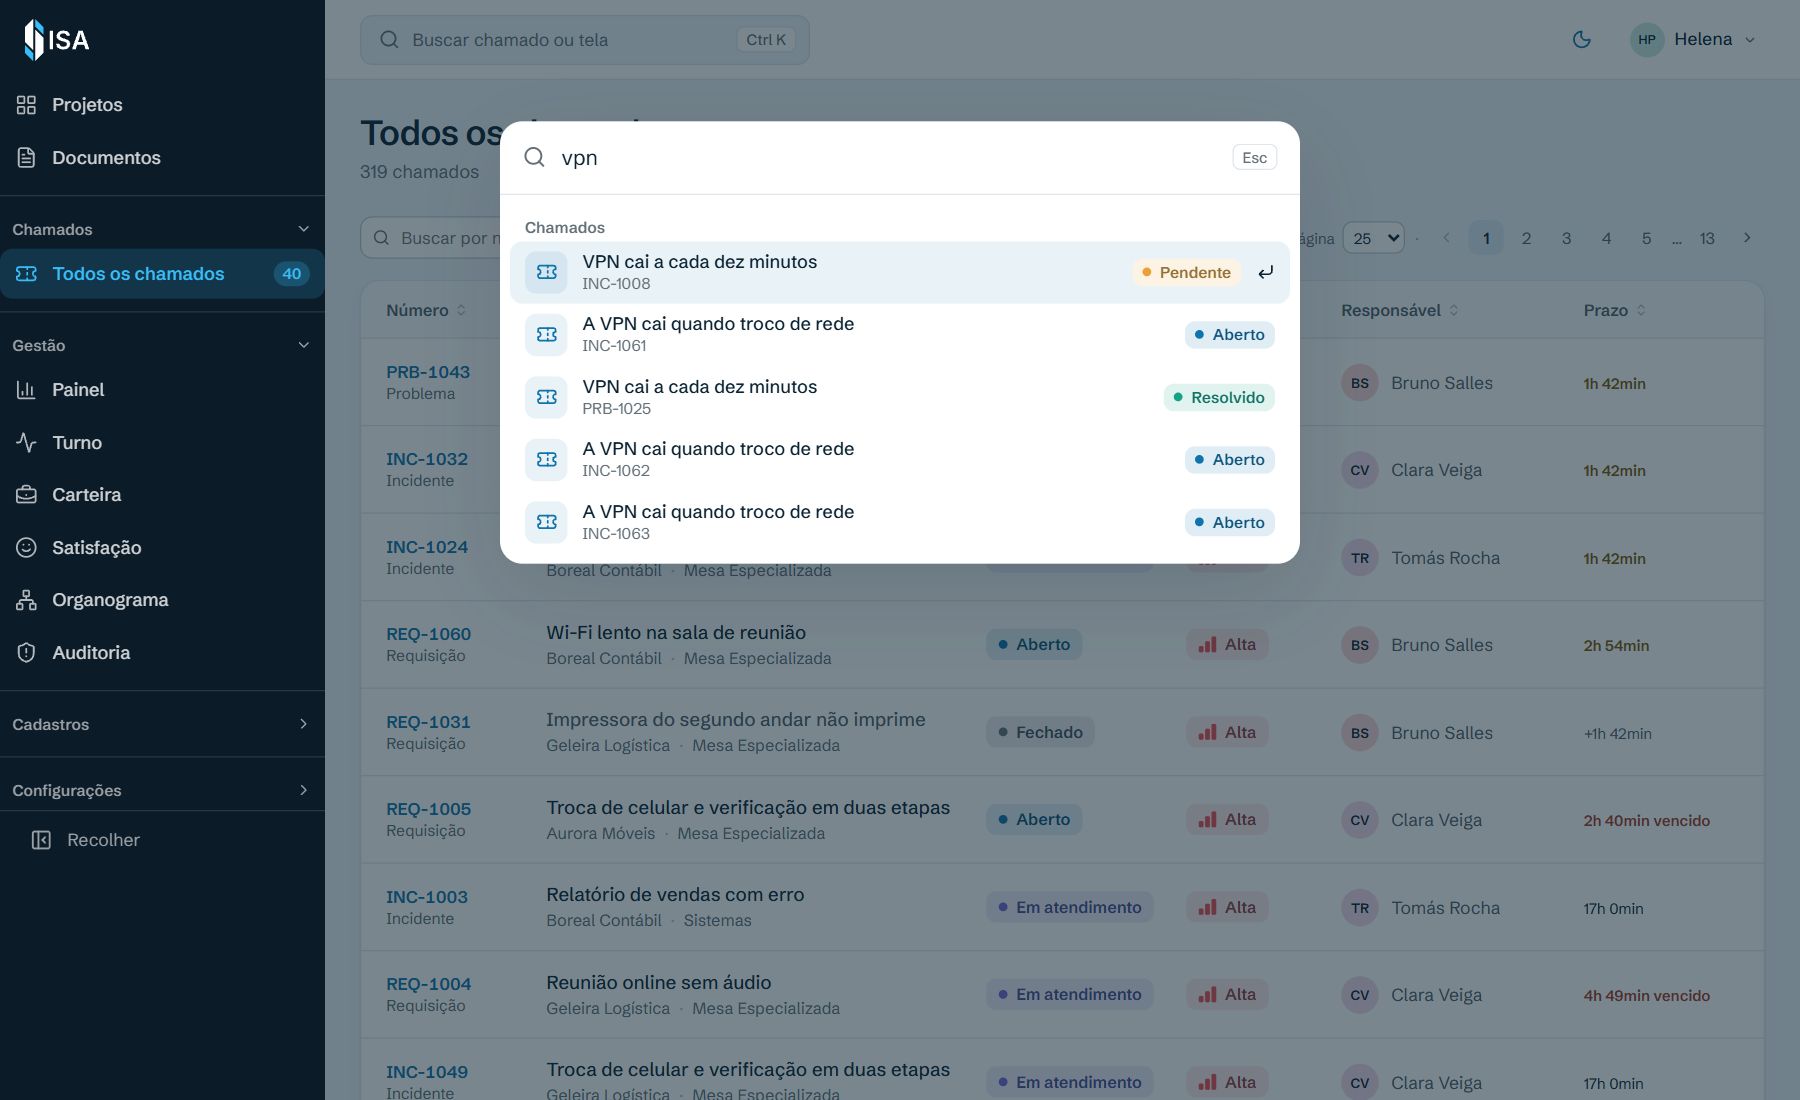 ISA
Projetos
Documentos
Chamados
Todos os chamados 40
Gestão
Painel
Turno
Carteira
Satisfação
Organograma
Auditoria
Cadastros
Configurações
Recolher
Buscar chamado ou tela Ctrl K
HP Helena
Todos os
319 chamados
Buscar por
25 · 1 2 3 4 5 ... 13
vpn Esc
Chamados
VPN cai a cada dez minutos
INC-1008
Pendente
A VPN cai quando troco de rede
INC-1061
Aberto
VPN cai a cada dez minutos
PRB-1025
Resolvido
A VPN cai quando troco de rede
INC-1062
Aberto
A VPN cai quando troco de rede
INC-1063
Aberto
Número Responsável Prazo
PRB-1043 BS Bruno Salles 1h 42min
Problema
INC-1032 CV Clara Veiga 1h 42min
Incidente
INC-1024 TR Tomás Rocha 1h 42min
Incidente Boreal Contábil · Mesa Especializada
REQ-1060 Wi-Fi lento na sala de reunião Aberto Alta BS Bruno Salles 2h 54min
Requisição Boreal Contábil · Mesa Especializada
REQ-1031 Impressora do segundo andar não imprime Fechado Alta BS Bruno Salles +1h 42min
Requisição Geleira Logística · Mesa Especializada
REQ-1005 Troca de celular e verificação em duas etapas Aberto Alta CV Clara Veiga 2h 40min vencido
Requisição Aurora Móveis · Mesa Especializada
INC-1003 Relatório de vendas com erro Em atendimento Alta TR Tomás Rocha 17h 0min
Incidente Boreal Contábil · Sistemas
REQ-1004 Reunião online sem áudio Em atendimento Alta CV Clara Veiga 4h 49min vencido
Requisição Geleira Logística · Mesa Especializada
INC-1049 Troca de celular e verificação em duas etapas Em atendimento Alta CV Clara Veiga 17h 0min
Incidente Geleira Logística · Mesa Especializada